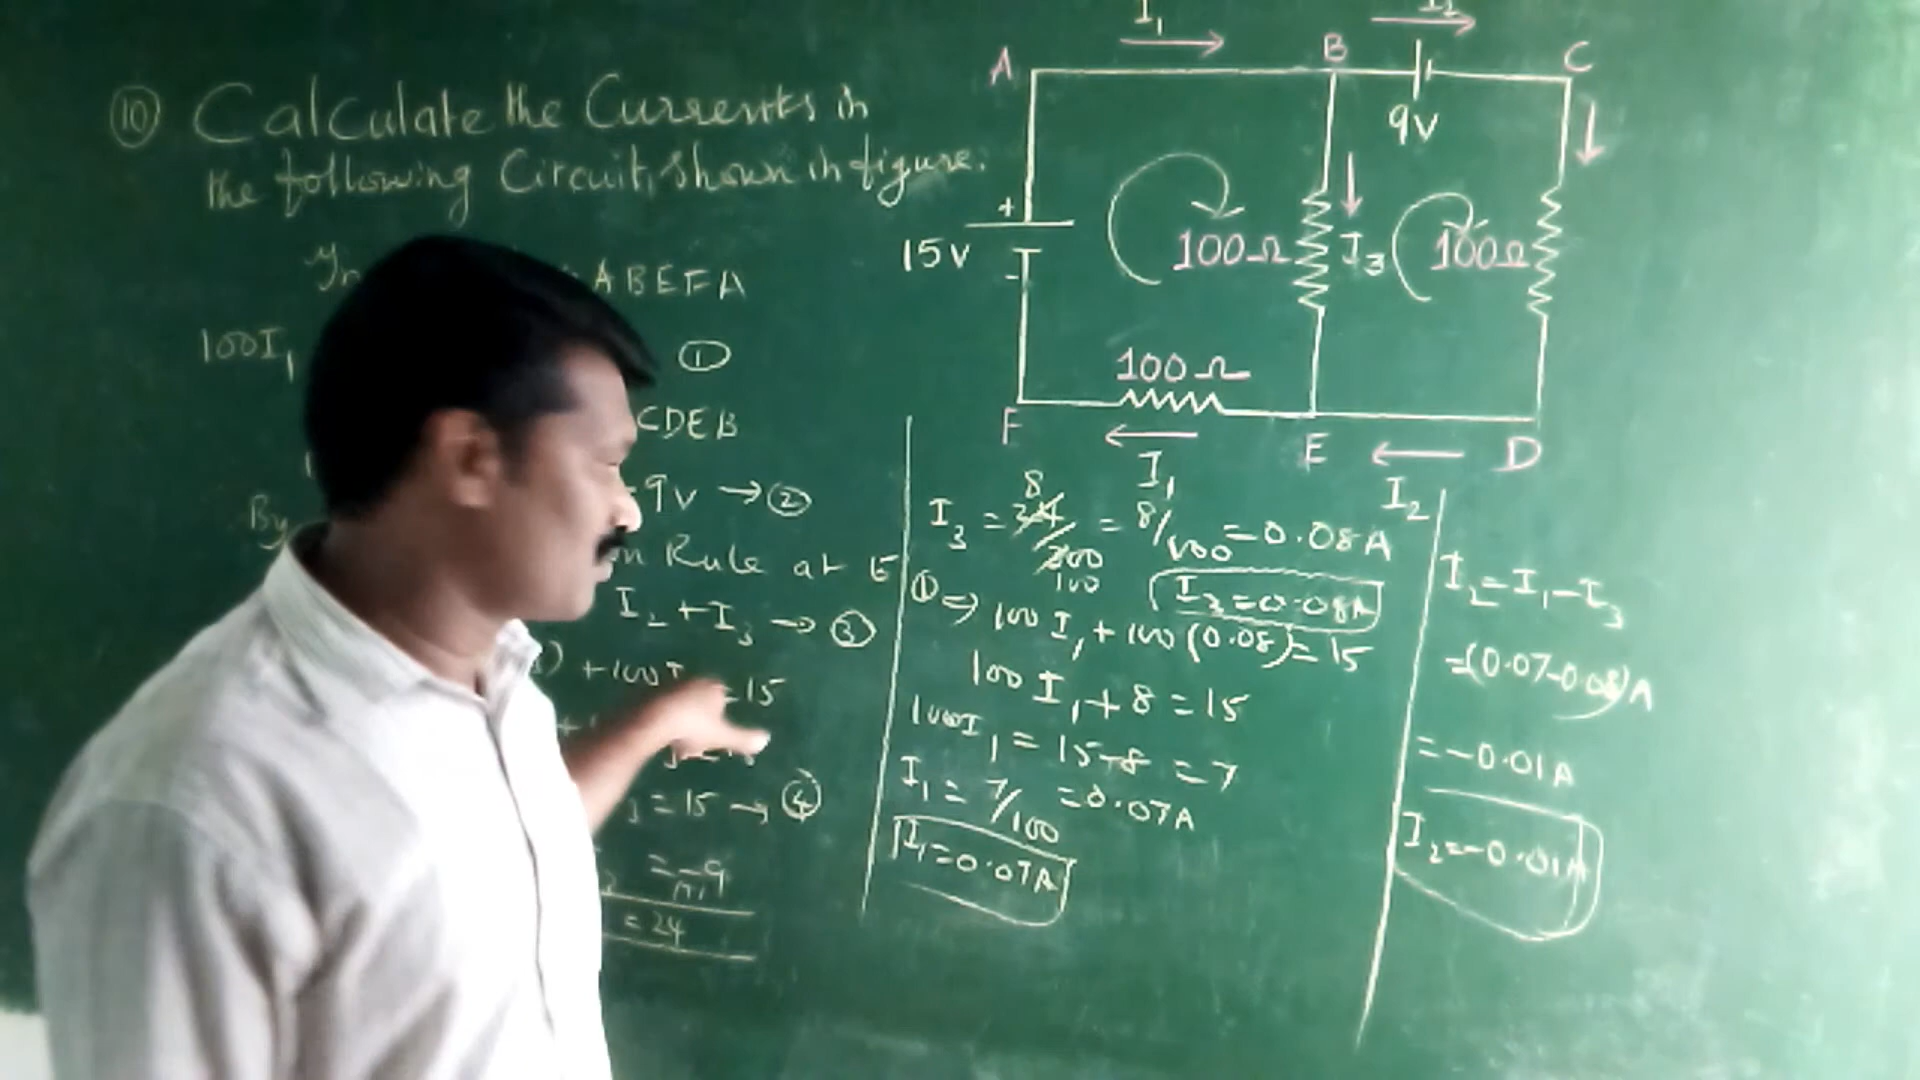 ⑩ Calculate the Currents in
the following Circuit, shown in figure.
ABEFA
100I₁
①
CDEB
-9V → ②
By
Rule at E
I₂ + I₃ → ③
+ 100I = 15
= 15 → ④
= -9
= 24
I₁
I₂
A
B
C
9V
+
15V
-
100Ω
I₃
100Ω
100Ω
F
E
D
I₁
I₂
I₃ = 24/300 = 8/100 = 0.08A
8
100
I₃ = 0.08A
① ⇒ 100I₁ + 100(0.08) = 15
100I₁ + 8 = 15
100I₁ = 15 - 8 = 7
I₁ = 7/100 = 0.07A
I₁ = 0.07A
I₂ = I₁ - I₃
= (0.07-0.08)A
= -0.01A
I₂ = -0.01A